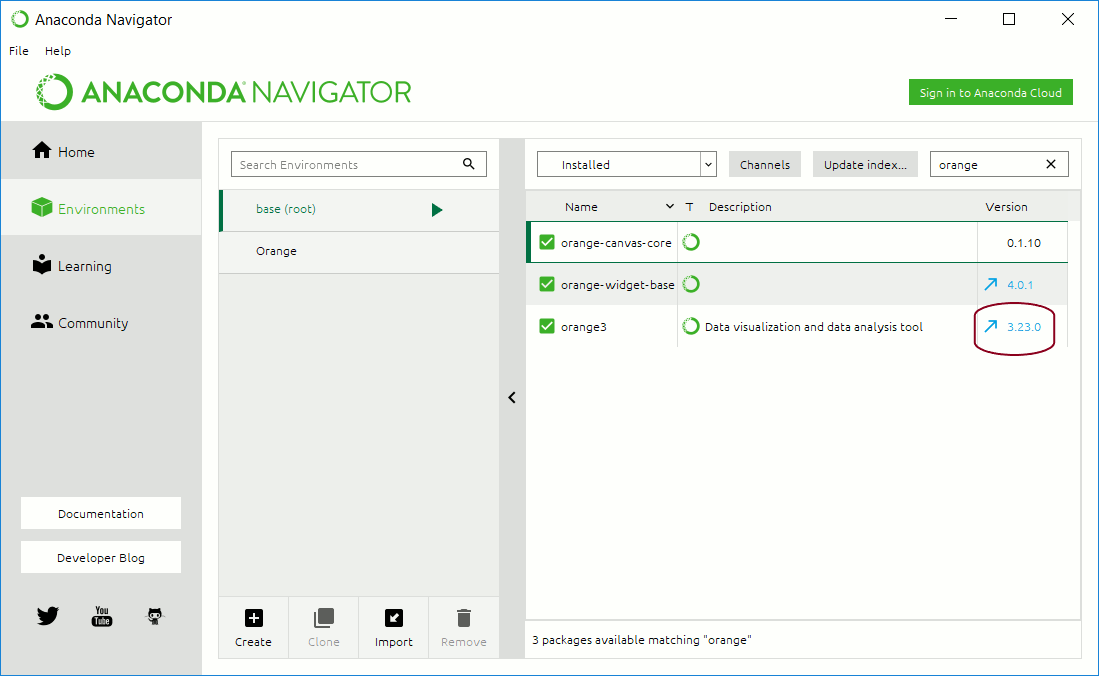 Anaconda Navigator
File Help
ANACONDA NAVIGATOR
Sign in to Anaconda Cloud
Home
Environments
Learning
Community
Documentation
Developer Blog
You Tube
Search Environments
base (root)
Orange
Create Clone Import Remove
Installed Channels Update index... orange
Name T Description Version
orange-canvas-core 0.1.10
orange-widget-base 4.0.1
orange3 Data visualization and data analysis tool 3.23.0
3 packages available matching "orange"